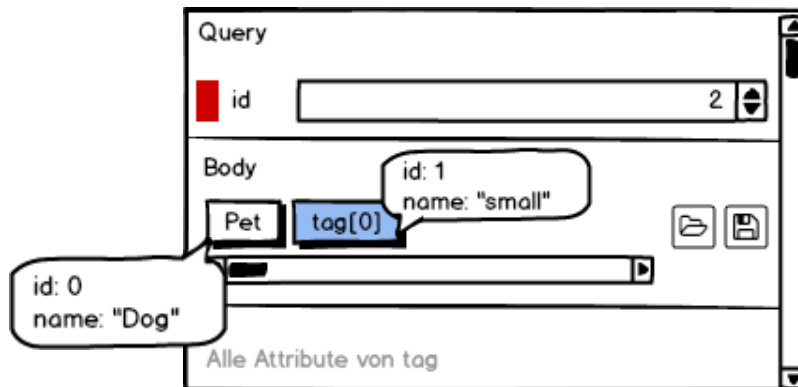 Query
id
2
Body
id: 1
name: "small"
Pet
tag[0]
id: 0
name: "Dog"
Alle Attribute von tag